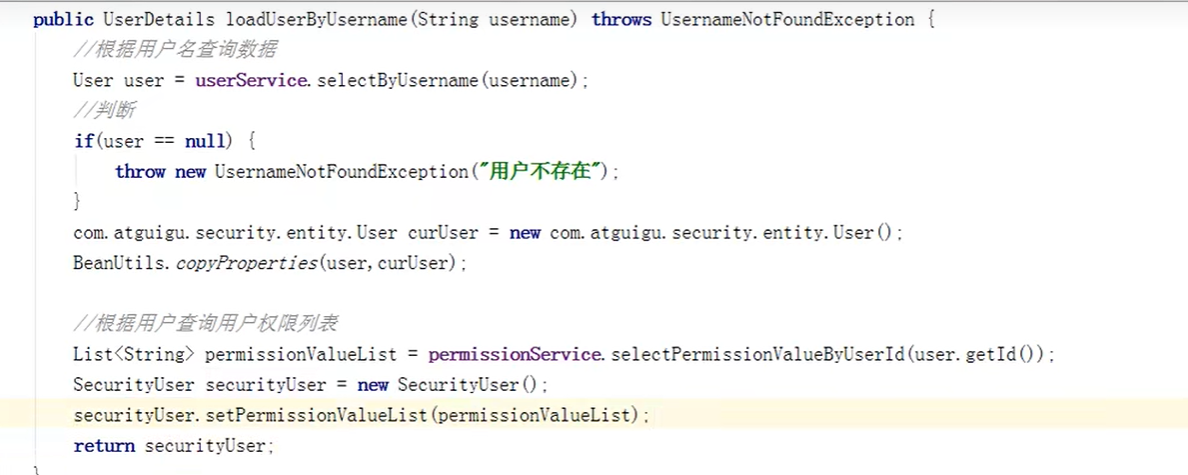 public UserDetails loadUserByUsername(String username) throws UsernameNotFoundException {
//根据用户名查询数据
User user = userService.selectByUsername(username);
//判断
if(user == null) {
throw new UsernameNotFoundException("用户不存在");
}
com.atguigu.security.entity.User curUser = new com.atguigu.security.entity.User();
BeanUtils.copyProperties(user,curUser);
//根据用户查询用户权限列表
List<String> permissionValueList = permissionService.selectPermissionValueByUserId(user.getId());
SecurityUser securityUser = new SecurityUser();
securityUser.setPermissionValueList(permissionValueList);
return securityUser;
}